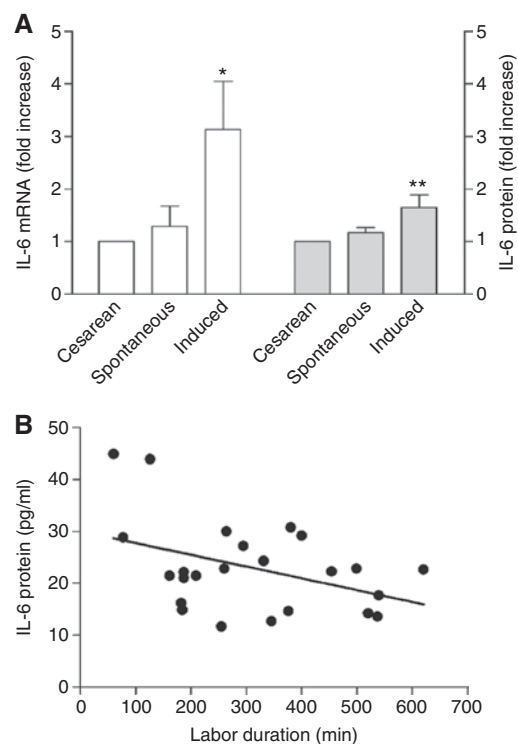 A
IL-6 mRNA (fold increase)
5
4
3
2
1
0
*
**
5
4
3
2
1
0
IL-6 protein (fold increase)
Cesarean
Spontaneous
Induced
Cesarean
Spontaneous
Induced
B
IL-6 protein (pg/ml)
50
40
30
20
10
0
0 100 200 300 400 500 600 700
Labor duration (min)